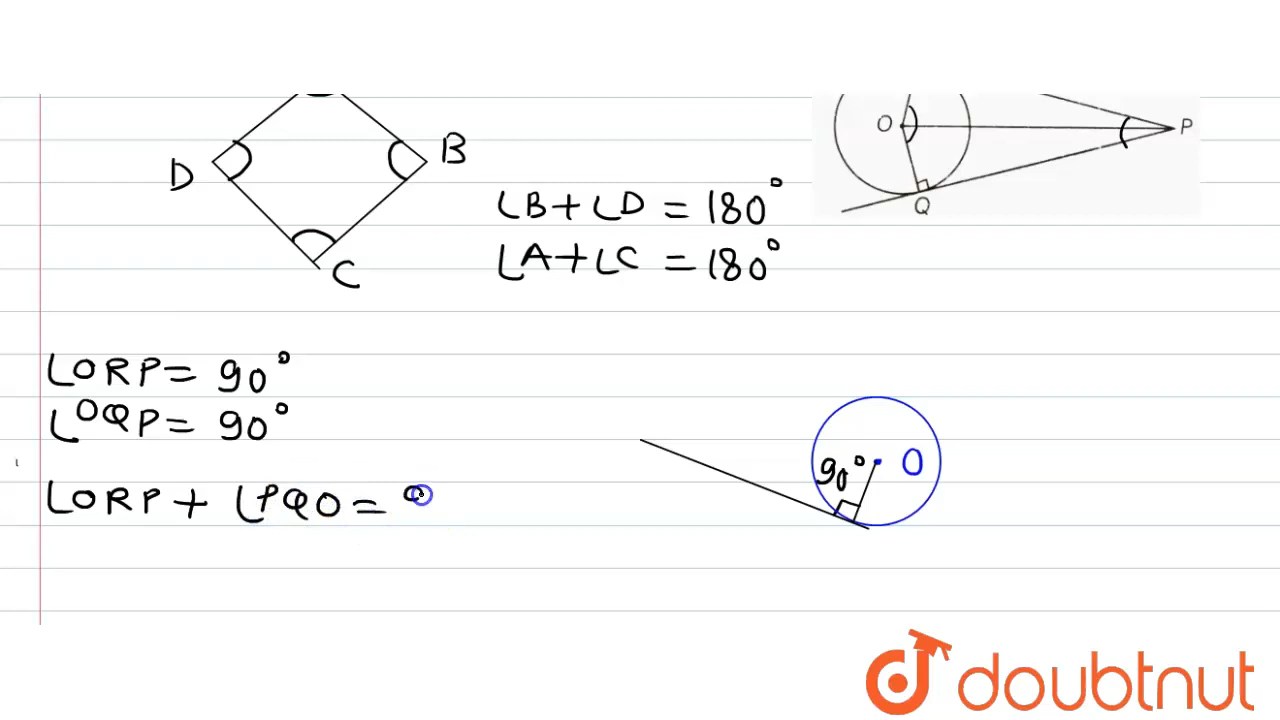 O
P
Q
D
B
C
∠B+∠D = 180°
∠A+∠C = 180°
∠ORP = 90°
∠OQP = 90°
∠ORP + ∠PQO =
90° O
doubtnut